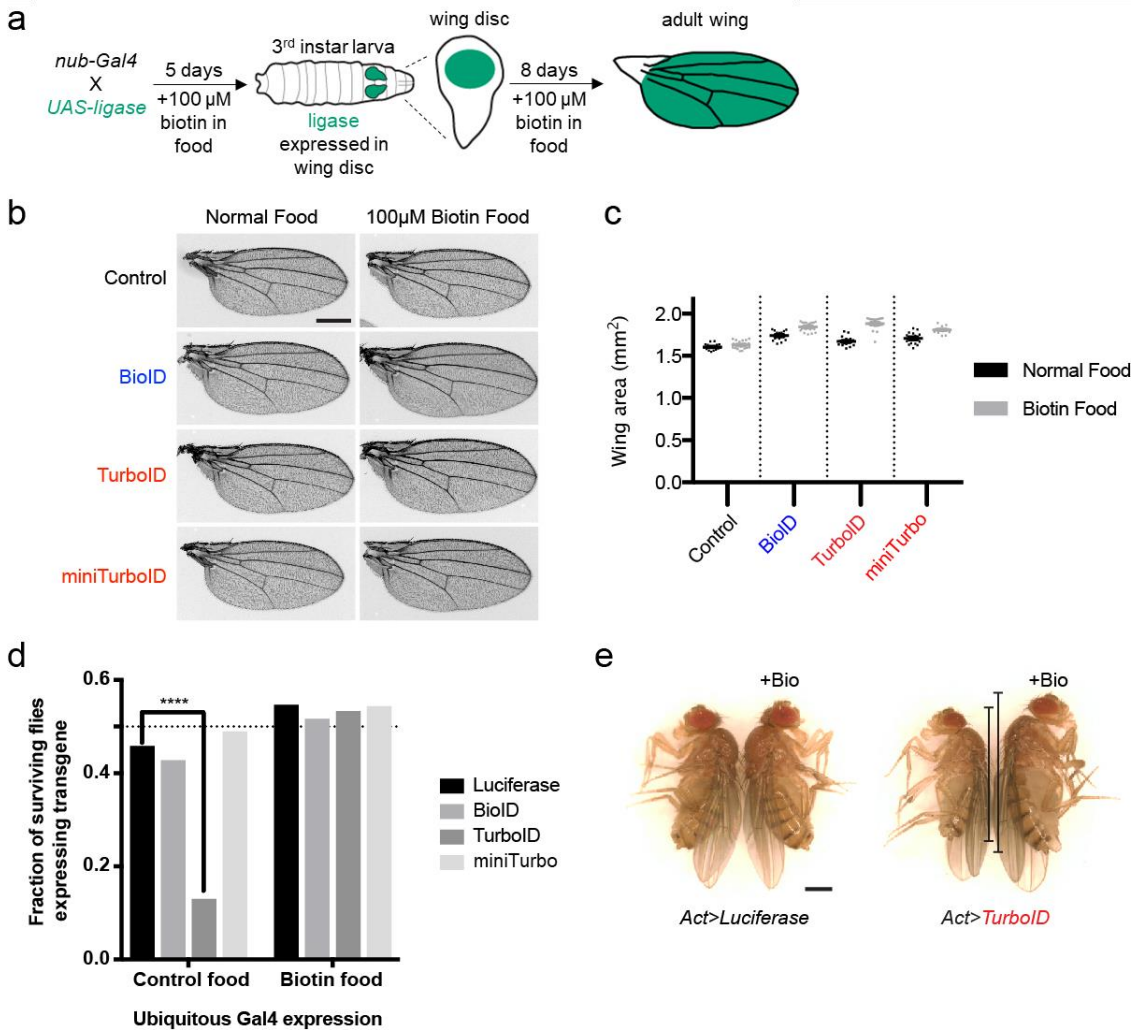 a
nub-Gal4
X
UAS-ligase
5 days
+100 µM
biotin in
food
3rd instar larva
ligase
expressed in
wing disc
wing disc
8 days
+100 µM
biotin in
food
adult wing
b
Normal Food
100µM Biotin Food
Control
BioID
TurboID
miniTurboID
c
Wing area (mm²)
2.0
1.5
1.0
0.5
0.0
Control
BioID
TurboID
miniTurbo
Normal Food
Biotin Food
d
Fraction of surviving flies
expressing transgene
0.6
0.4
0.2
0.0
****
Control food
Biotin food
Ubiquitous Gal4 expression
Luciferase
BioID
TurboID
miniTurbo
e
+Bio
+Bio
Act>Luciferase
Act>TurboID